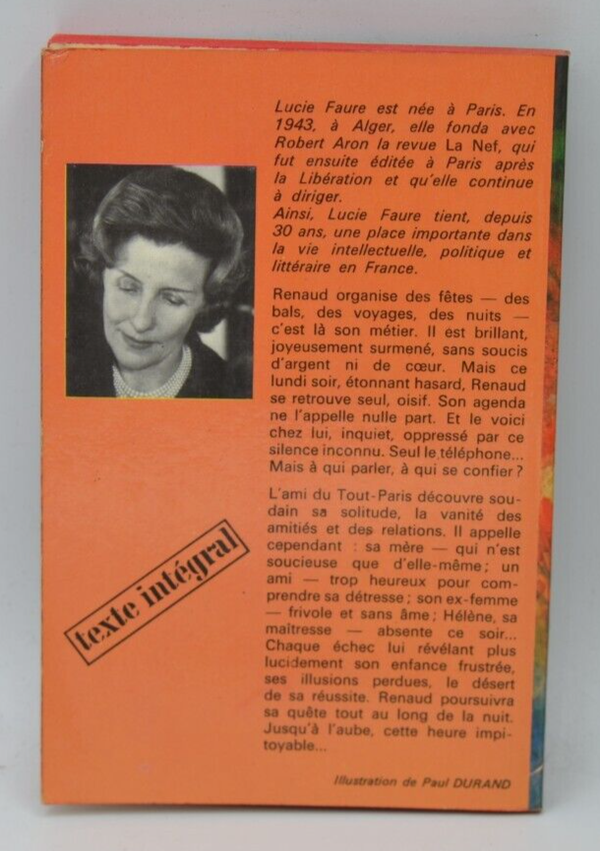 Lucie Faure est née à Paris. En
1943, à Alger, elle fonda avec
Robert Aron la revue La Nef, qui
fut ensuite éditée à Paris après
la Libération et qu'elle continue
à diriger.
Ainsi, Lucie Faure tient, depuis
30 ans, une place importante dans
la vie intellectuelle, politique et
littéraire en France.
Renaud organise des fêtes — des
bals, des voyages, des nuits —
c'est là son métier. Il est brillant,
joyeusement surmené, sans soucis
d'argent ni de cœur. Mais ce
lundi soir, étonnant hasard, Renaud
se retrouve seul, oisif. Son agenda
ne l'appelle nulle part. Et le voici
chez lui, inquiet, oppressé par ce
silence inconnu. Seul le téléphone...
Mais à qui parler, à qui se confier ?
L'ami du Tout-Paris découvre sou-
dain sa solitude, la vanité des
amitiés et des relations. Il appelle
cependant : sa mère — qui n'est
soucieuse que d'elle-même ; un
ami — trop heureux pour com-
prendre sa détresse ; son ex-femme
— frivole et sans âme ; Hélène, sa
maîtresse — absente ce soir...
Chaque échec lui révélant plus
lucidement son enfance frustrée,
ses illusions perdues, le désert
de sa réussite. Renaud poursuivra
sa quête tout au long de la nuit.
Jusqu'à l'aube, cette heure impi-
toyable...
texte intégral
Illustration de Paul DURAND